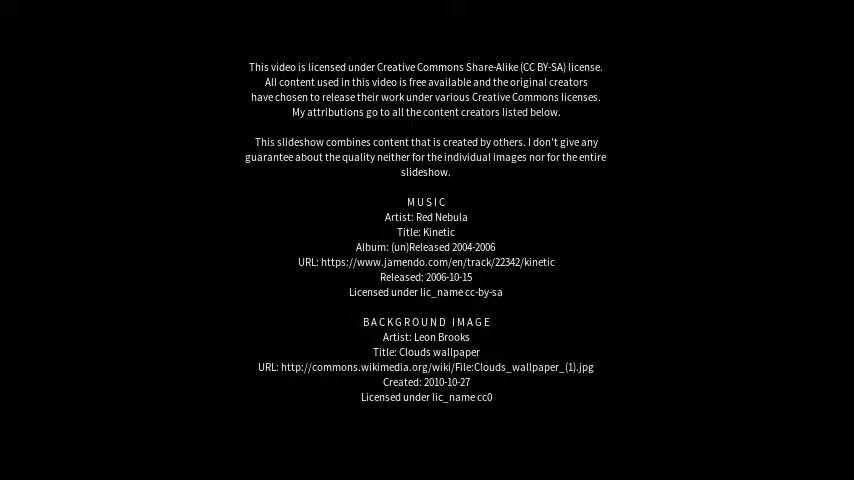 This video is licensed under Creative Commons Share-Alike (CC BY-SA) license.
All content used in this video is free available and the original creators
have chosen to release their work under various Creative Commons licenses.
My attributions go to all the content creators listed below.
This slideshow combines content that is created by others. I don't give any
guarantee about the quality neither for the individual images nor for the entire
slideshow.
MUSIC
Artist: Red Nebula
Title: Kinetic
Album: (un)Released 2004-2006
URL: https://www.jamendo.com/en/track/22342/kinetic
Released: 2006-10-15
Licensed under lic_name cc-by-sa
BACKGROUND IMAGE
Artist: Leon Brooks
Title: Clouds wallpaper
URL: http://commons.wikimedia.org/wiki/File:Clouds_wallpaper_(1).jpg
Created: 2010-10-27
Licensed under lic_name cc0